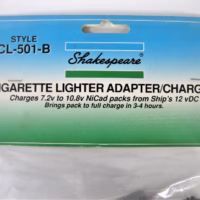 STYLE
CL-501-B
Shakespeare®
IGARETTE LIGHTER ADAPTER/CHARG
Charges 7.2v to 10.8v NiCad packs from Ship's 12 vDC
Brings pack to full charge in 3-4 hours.